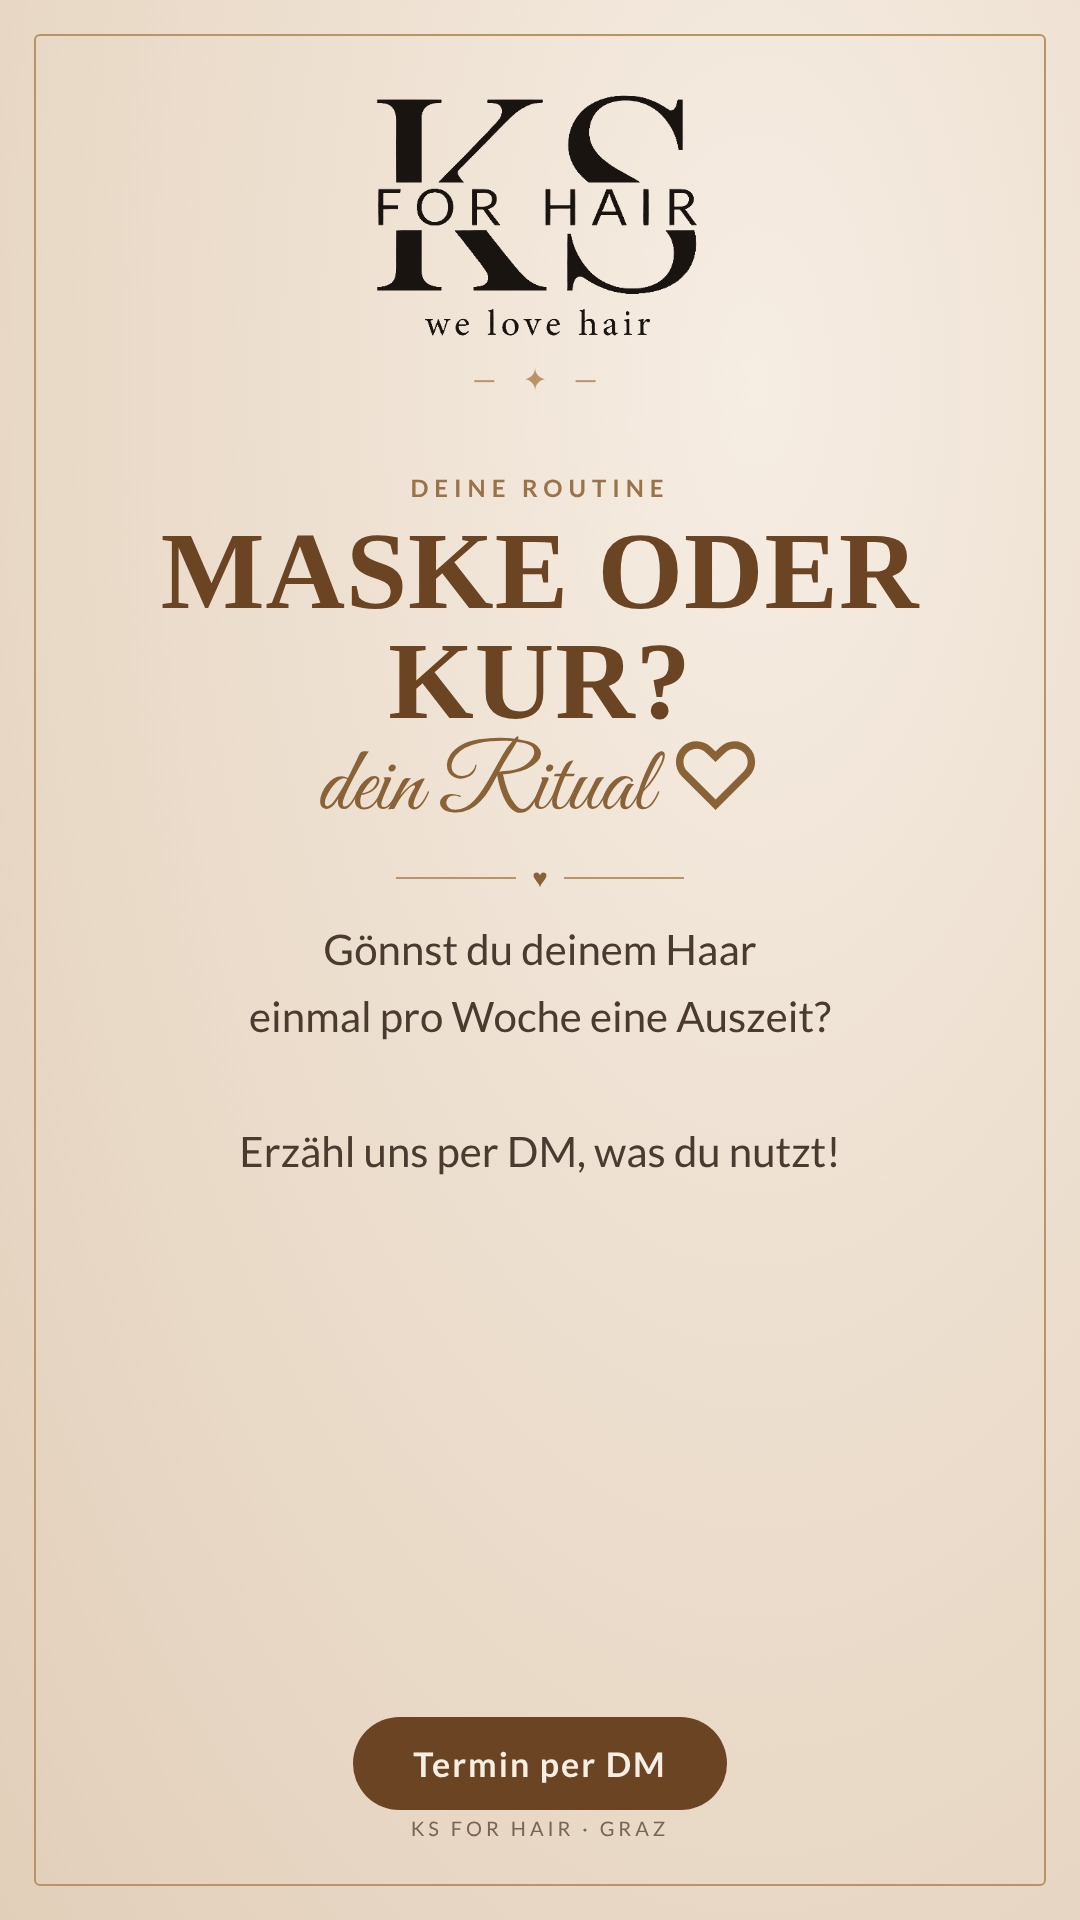 KS
FOR HAIR
we love hair
DEINE ROUTINE
MASKE ODER
KUR?
dein Ritual
Gönnst du deinem Haar
einmal pro Woche eine Auszeit?
Erzähl uns per DM, was du nutzt!
Termin per DM
KS FOR HAIR · GRAZ